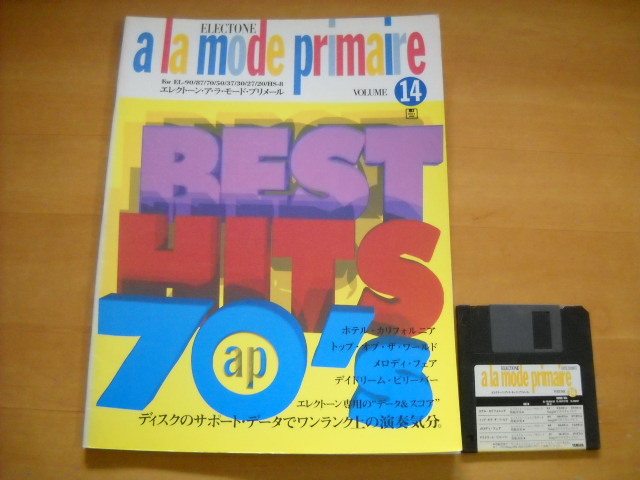 ELECTONE
a la mode primaire
For EL-90/87/70/50/37/30/27/20/HS-8
エレクトーン・ア・ラ・モード・プリメール
VOLUME 14
BEST
HITS
70's
ap
ホテル・カリフォルニア
トップ・オブ・ザ・ワールド
メロディ・フェア
デイドリーム・ビリーバー
エレクトーン専用の"データ&スコア"
ディスクのサポート・データでワンランク上の演奏気分。
ELECTONE
a la mode primaire